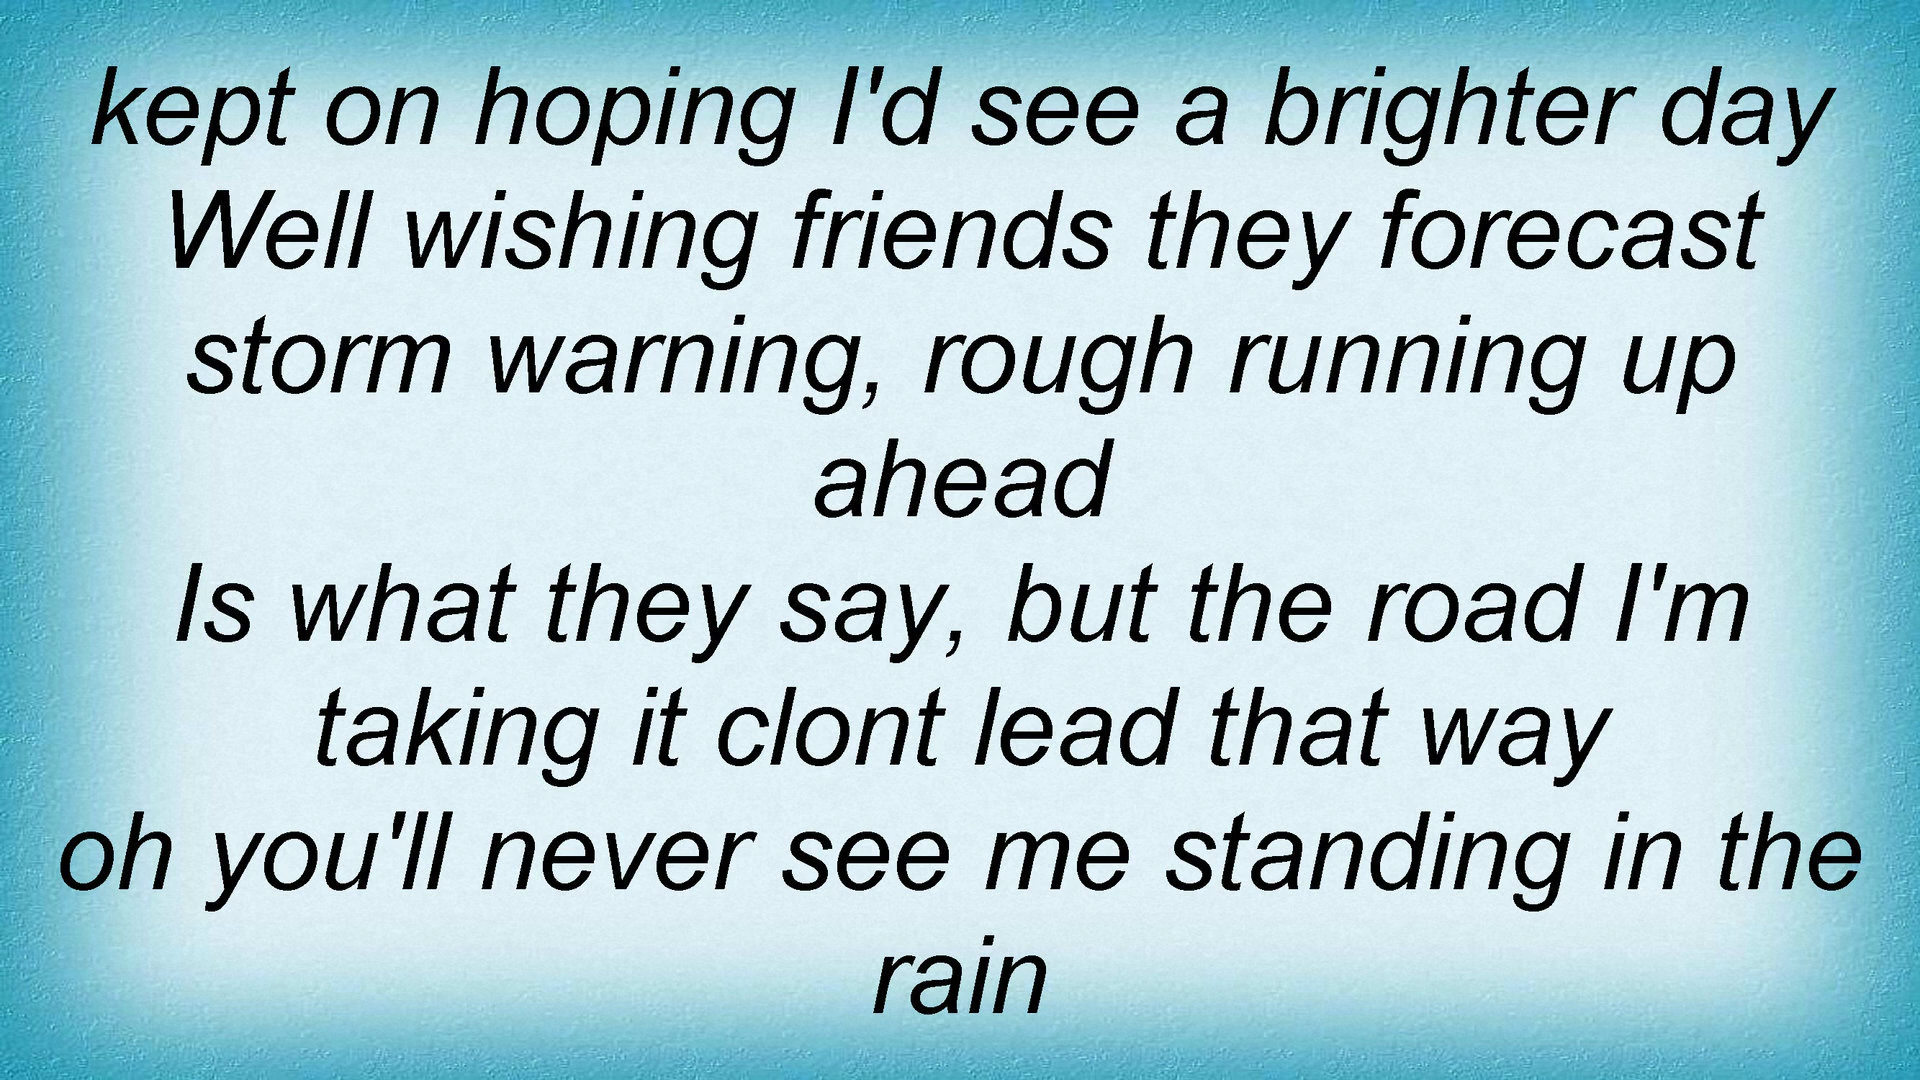 kept on hoping I'd see a brighter day
Well wishing friends they forecast
storm warning, rough running up
ahead
Is what they say, but the road I'm
taking it clont lead that way
oh you'll never see me standing in the
rain